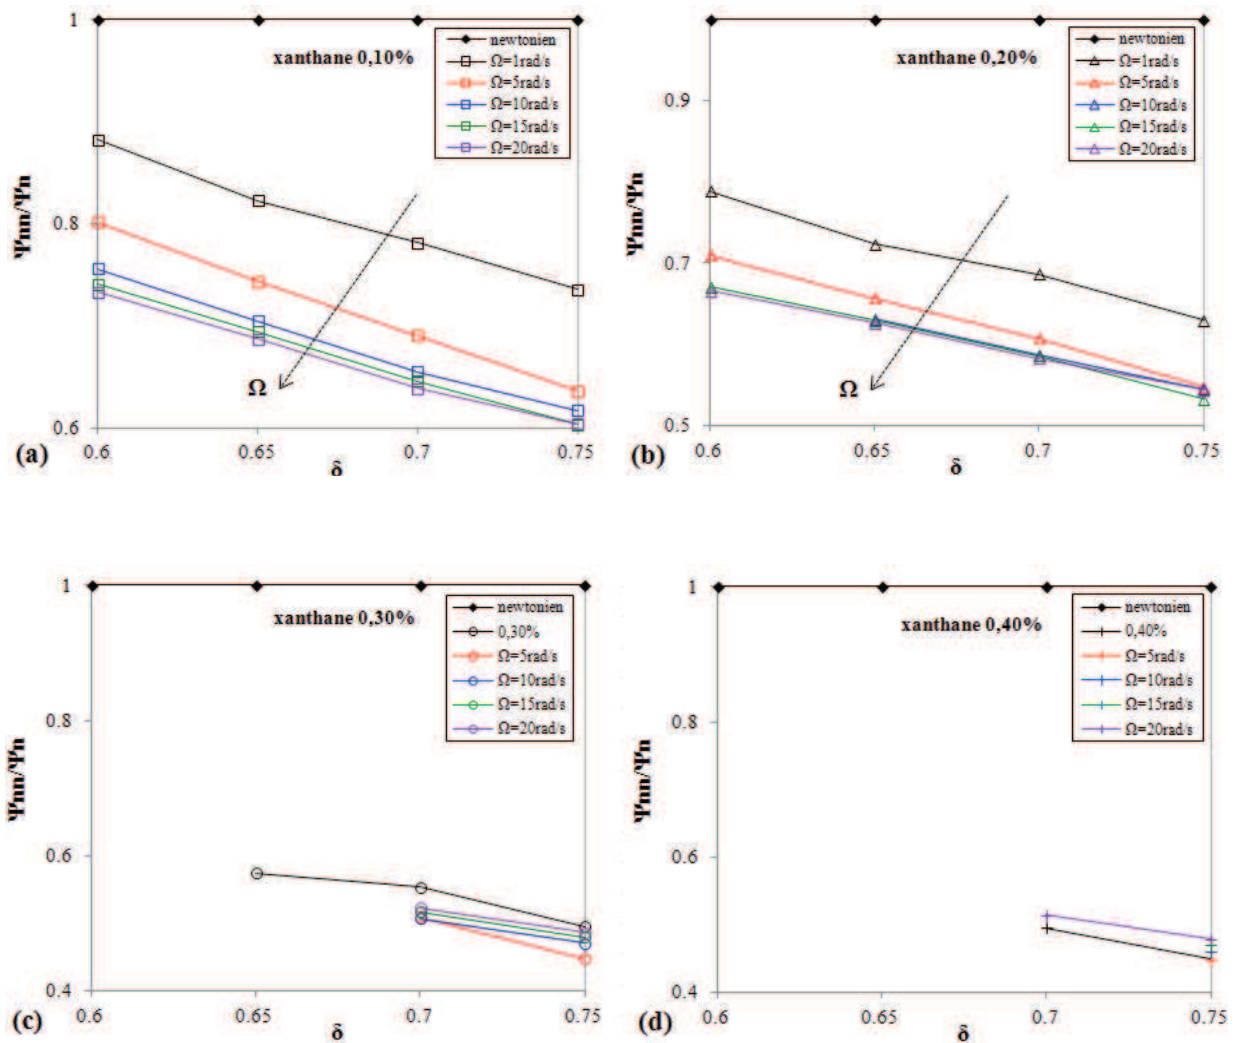 1
0.8
0.6
Ψnn/Ψn
xanthane 0,10%
newtonien
Ω=1rad/s
Ω=5rad/s
Ω=10rad/s
Ω=15rad/s
Ω=20rad/s
Ω
(a)
0.6
0.65
0.7
0.75
δ
0.9
0.7
0.5
Ψnn/Ψn
xanthane 0,20%
newtonien
Ω=1rad/s
Ω=5rad/s
Ω=10rad/s
Ω=15rad/s
Ω=20rad/s
Ω
(b)
0.6
0.65
0.7
0.75
δ
1
0.8
0.6
0.4
Ψnn/Ψn
xanthane 0,30%
newtonien
0,30%
Ω=5rad/s
Ω=10rad/s
Ω=15rad/s
Ω=20rad/s
(c)
0.6
0.65
0.7
0.75
δ
1
0.8
0.6
0.4
Ψnn/Ψn
xanthane 0,40%
newtonien
0,40%
Ω=5rad/s
Ω=10rad/s
Ω=15rad/s
Ω=20rad/s
(d)
0.6
0.65
0.7
0.75
δ